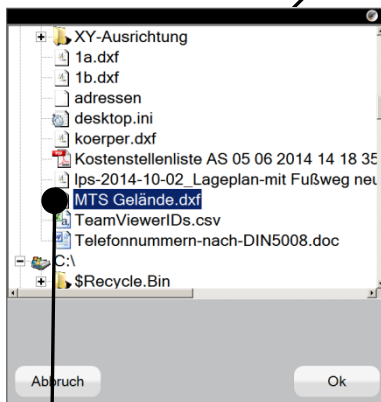 XY-Ausrichtung
1a.dxf
1b.dxf
adressen
desktop.ini
koerper.dxf
Kostenstellenliste AS 05 06 2014 14 18 35
lps-2014-10-02_Lageplan-mit Fußweg neu
MTS Gelände.dxf
TeamViewerIDs.csv
Telefonnummern-nach-DIN5008.doc
C:\
$Recycle.Bin
Abbruch Ok